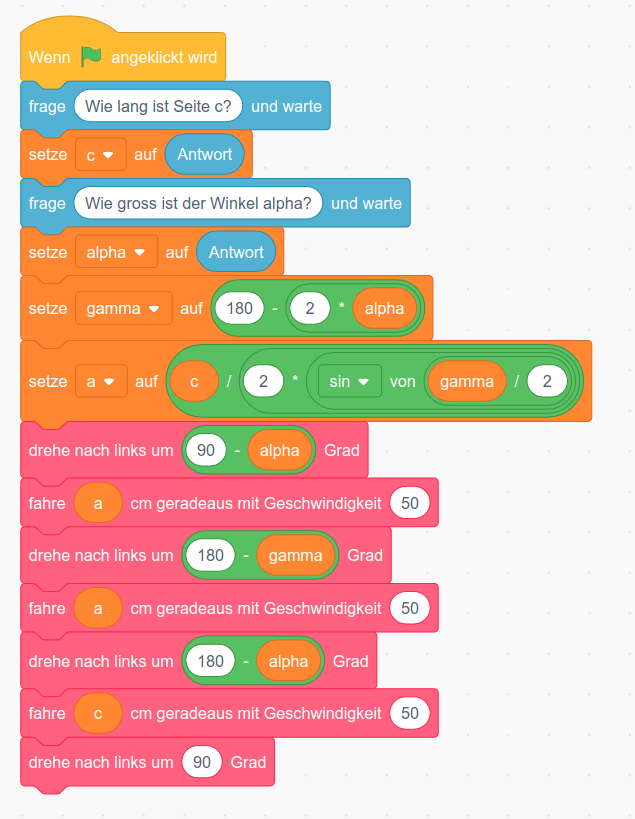 Wenn angeklickt wird
frage Wie lang ist Seite c? und warte
setze c auf Antwort
frage Wie gross ist der Winkel alpha? und warte
setze alpha auf Antwort
setze gamma auf 180 - 2 * alpha
setze a auf c / 2 * sin von gamma / 2
drehe nach links um 90 - alpha Grad
fahre a cm geradeaus mit Geschwindigkeit 50
drehe nach links um 180 - gamma Grad
fahre a cm geradeaus mit Geschwindigkeit 50
drehe nach links um 180 - alpha Grad
fahre c cm geradeaus mit Geschwindigkeit 50
drehe nach links um 90 Grad